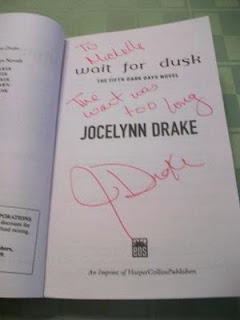 To
Michelle
wait for dusk
THE FIFTH DARK DAYS NOVEL
The
wait was
too long
JOCELYNN DRAKE
J Drake
eos
An Imprint of HarperCollinsPublishers